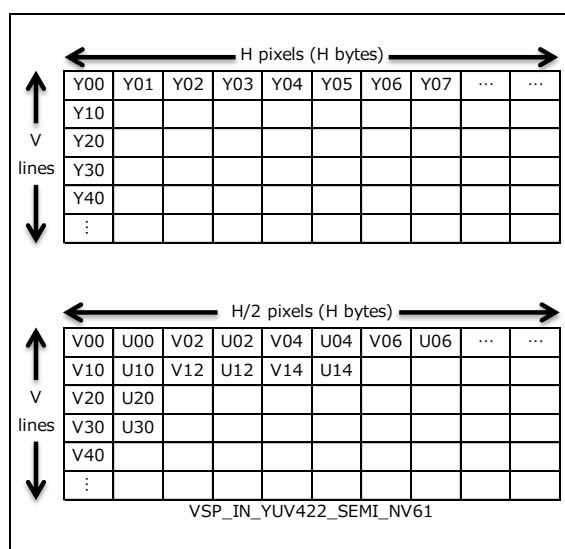 H pixels (H bytes)
Y00 Y01 Y02 Y03 Y04 Y05 Y06 Y07 … …
Y10
V
Y20
lines
Y30
Y40
⋮
H/2 pixels (H bytes)
V00 U00 V02 U02 V04 U04 V06 U06 … …
V10 U10 V12 U12 V14 U14
V
V20 U20
lines
V30 U30
V40
⋮
VSP_IN_YUV422_SEMI_NV61